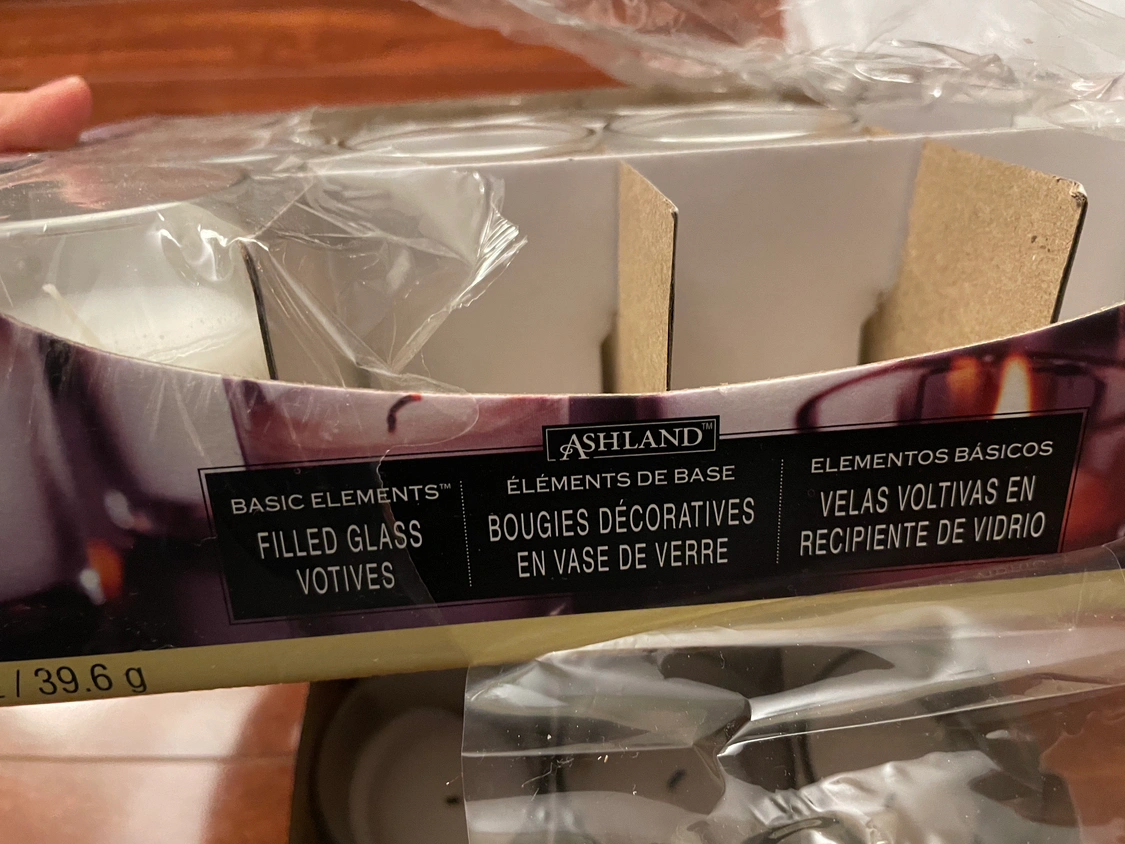 ASHLAND™
BASIC ELEMENTS™
FILLED GLASS
VOTIVES
ÉLÉMENTS DE BASE
BOUGIES DÉCORATIVES
EN VASE DE VERRE
ELEMENTOS BÁSICOS
VELAS VOLTIVAS EN
RECIPIENTE DE VIDRIO
/ 39.6 g